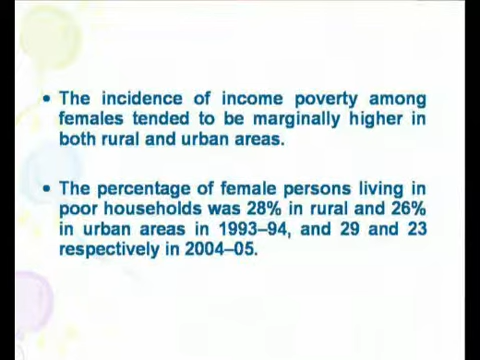 • The incidence of income poverty among
females tended to be marginally higher in
both rural and urban areas.
• The percentage of female persons living in
poor households was 28% in rural and 26%
in urban areas in 1993–94, and 29 and 23
respectively in 2004–05.